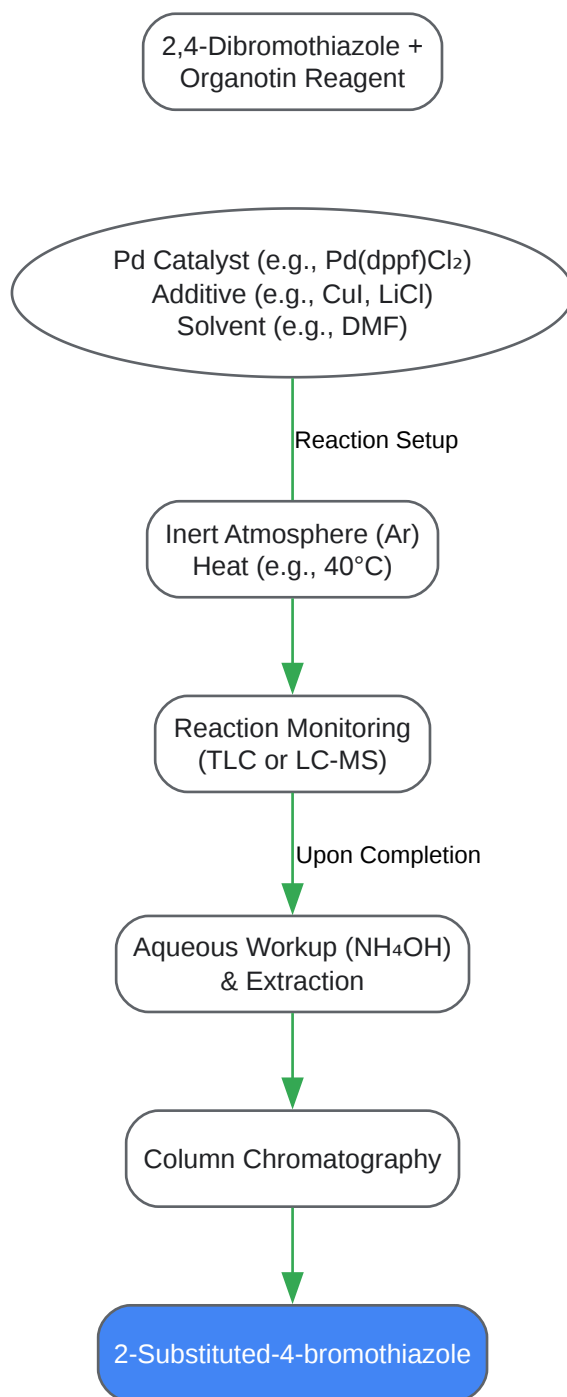 2,4-Dibromothiazole +
Organotin Reagent
Pd Catalyst (e.g., Pd(dppf)Cl₂)
Additive (e.g., CuI, LiCl)
Solvent (e.g., DMF)
Reaction Setup
Inert Atmosphere (Ar)
Heat (e.g., 40°C)
Reaction Monitoring
(TLC or LC-MS)
Upon Completion
Aqueous Workup (NH₄OH)
& Extraction
Column Chromatography
2-Substituted-4-bromothiazole